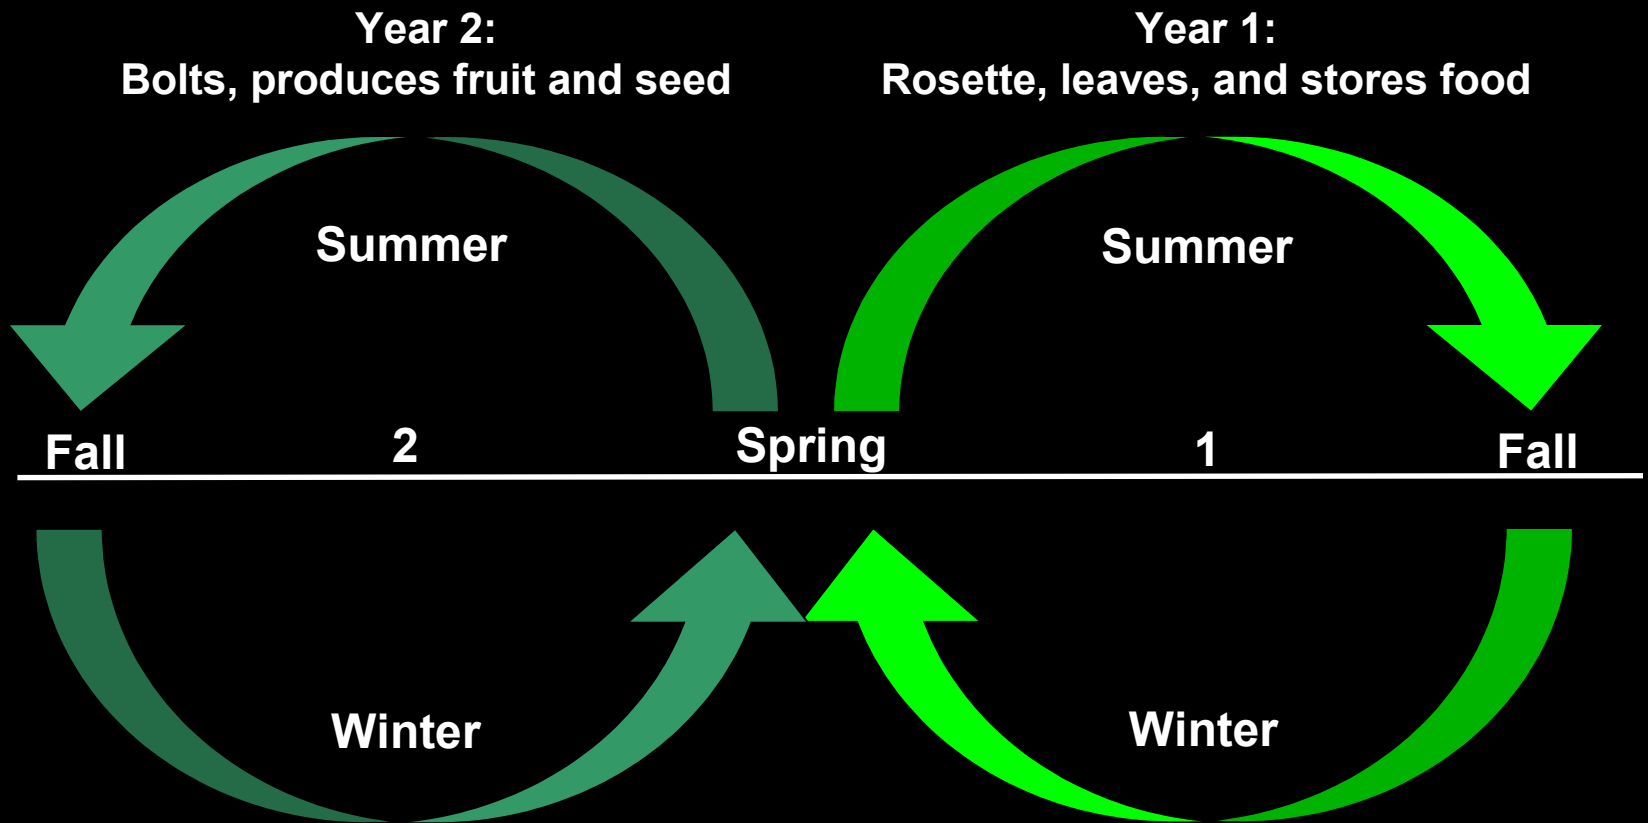 Year 2:
Bolts, produces fruit and seed
Year 1:
Rosette, leaves, and stores food
Summer
Summer
Fall
2
Spring
1
Fall
Winter
Winter